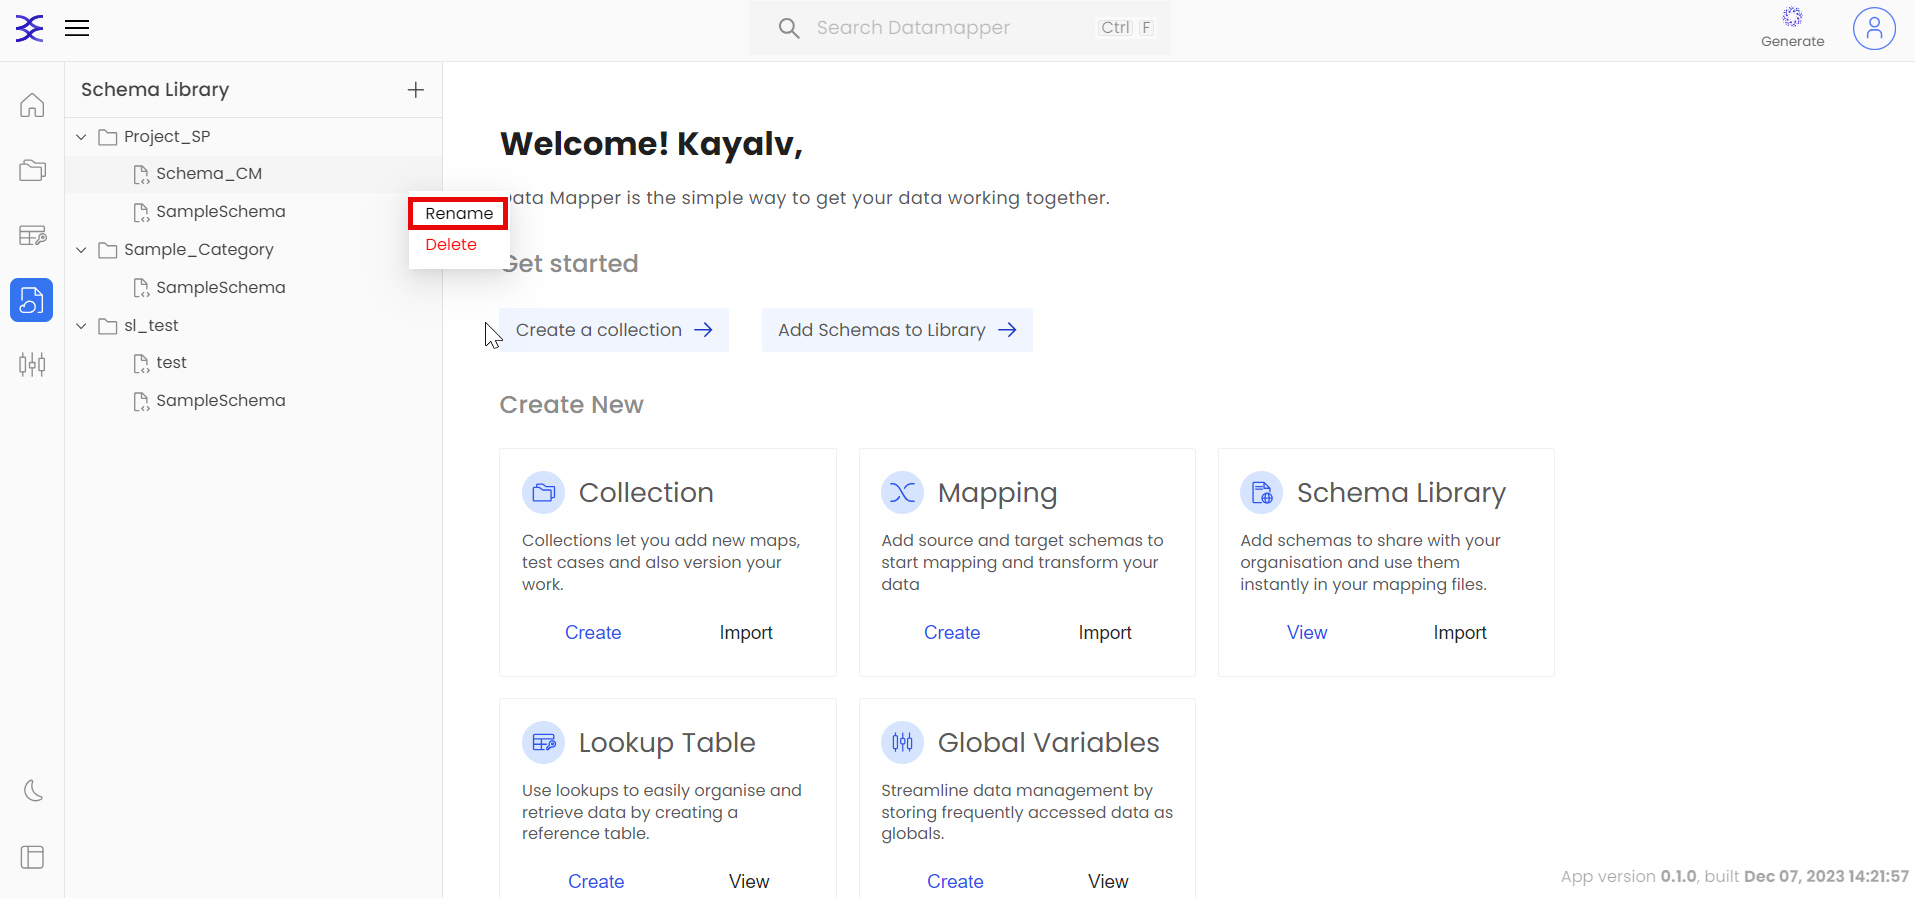 Search Datamapper
Ctrl F
Generate
Schema Library
Project_SP
Schema_CM
SampleSchema
Sample_Category
SampleSchema
sl_test
test
SampleSchema
Rename
Delete
Welcome! Kayalv,
ata Mapper is the simple way to get your data working together.
Get started
Create a collection
Add Schemas to Library
Create New
Collection
Collections let you add new maps,
test cases and also version your
work.
Create Import
Mapping
Add source and target schemas to
start mapping and transform your
data
Create Import
Schema Library
Add schemas to share with your
organisation and use them
instantly in your mapping files.
View Import
Lookup Table
Use lookups to easily organise and
retrieve data by creating a
reference table.
Create View
Global Variables
Streamline data management by
storing frequently accessed data as
globals.
Create View
App version 0.1.0, built Dec 07, 2023 14:21:57